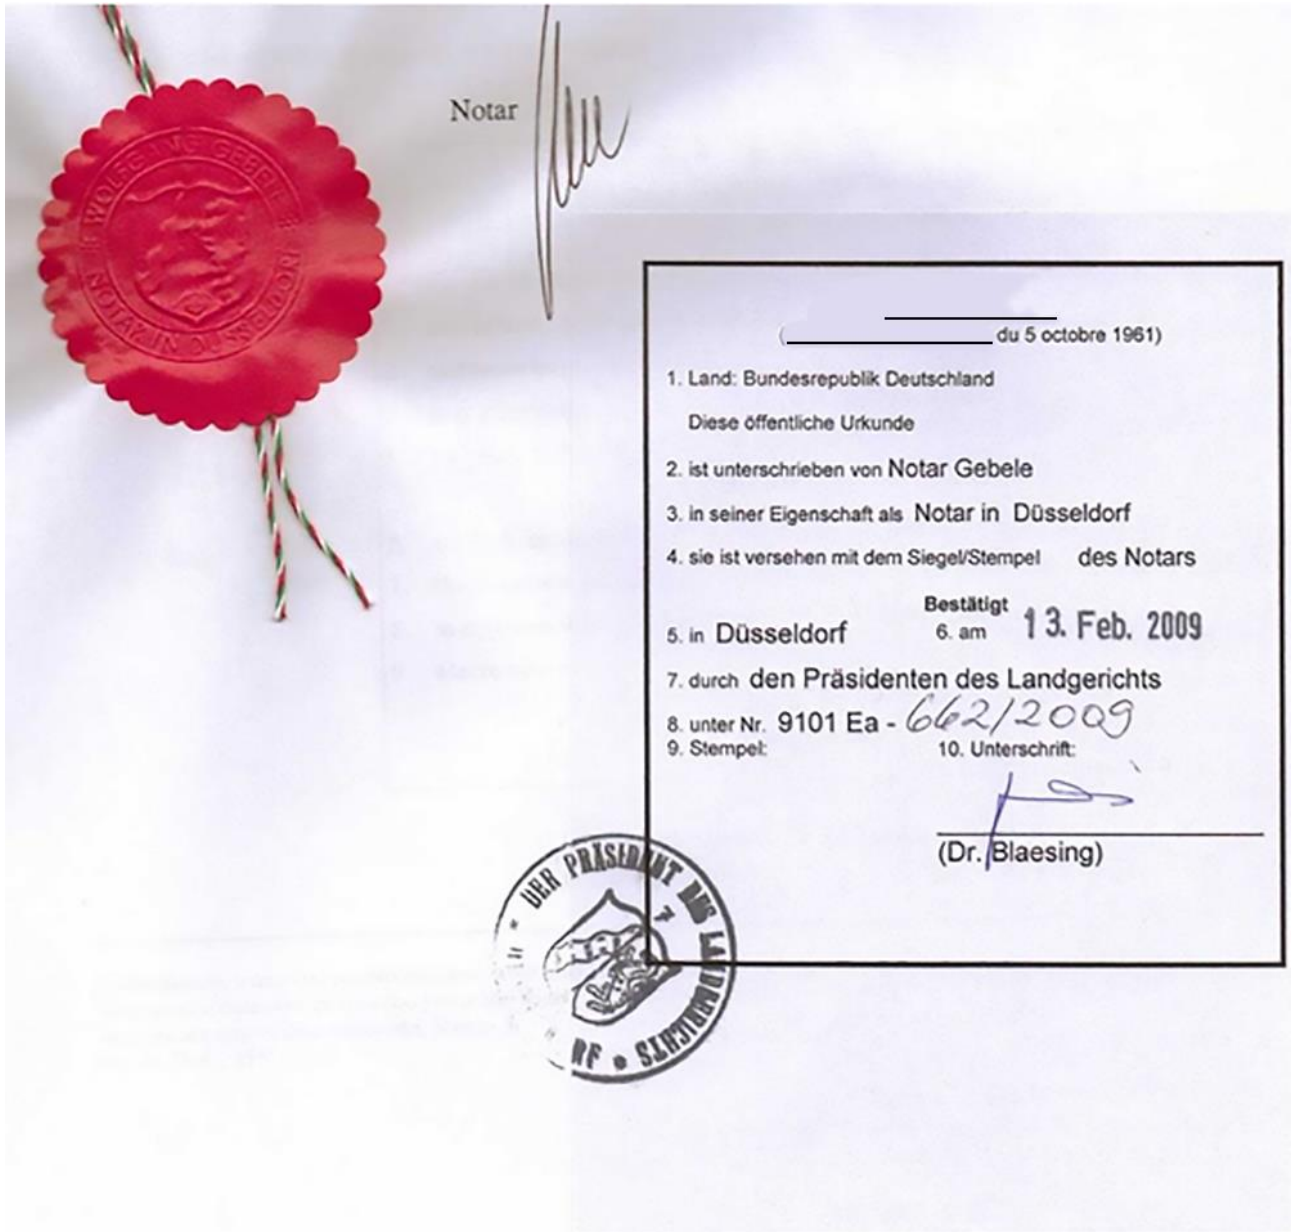 Notar
WOLFGANG GEBELE
NOTAR IN DÜSSELDORF
du 5 octobre 1961)
1. Land: Bundesrepublik Deutschland
Diese öffentliche Urkunde
2. ist unterschrieben von Notar Gebele
3. in seiner Eigenschaft als Notar in Düsseldorf
4. sie ist versehen mit dem Siegel/Stempel des Notars
Bestätigt
5. in Düsseldorf 6. am 13. Feb. 2009
7. durch den Präsidenten des Landgerichts
8. unter Nr. 9101 Ea - 662/2009
9. Stempel: 10. Unterschrift:
(Dr. Blaesing)
DER PRÄSIDENT DES LANDGERICHTS
7
RF